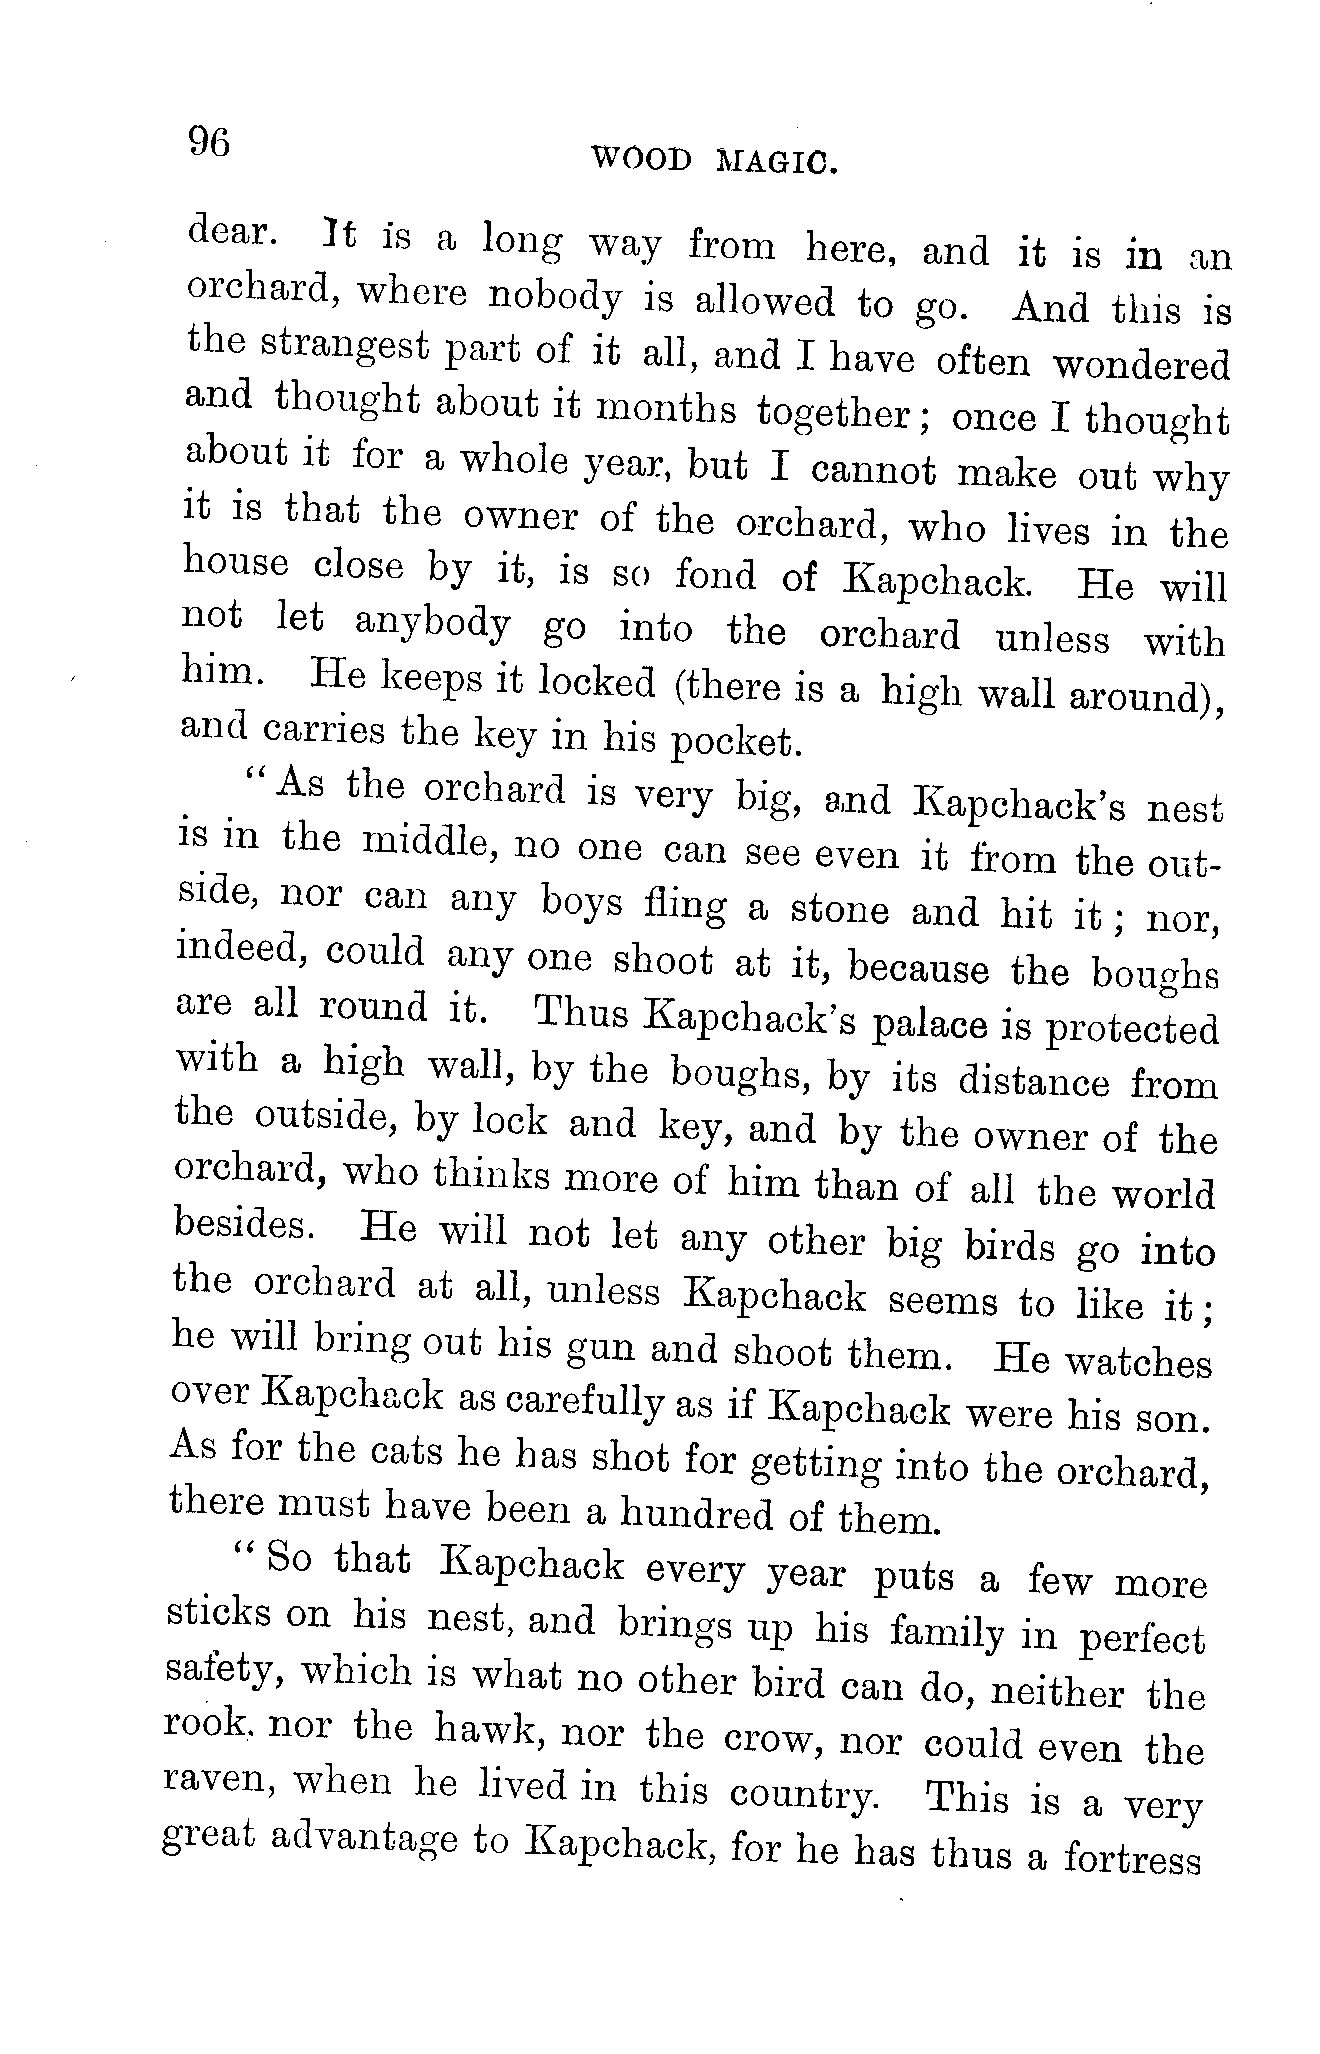 96
WOOD MAGIC.
dear. It is a long way from here, and it is in an
orchard, where nobody is allowed to go. And this is
the strangest part of it all, and I have often wondered
and thought about it months together; once I thought
about it for a whole year, but I cannot make out why
it is that the owner of the orchard, who lives in the
house close by it, is so fond of Kapchack. He will
not let anybody go into the orchard unless with
him. He keeps it locked (there is a high wall around),
and carries the key in his pocket.
"As the orchard is very big, and Kapchack's nest
is in the middle, no one can see even it from the out-
side, nor can any boys fling a stone and hit it; nor,
indeed, could any one shoot at it, because the boughs
are all round it. Thus Kapchack's palace is protected
with a high wall, by the boughs, by its distance from
the outside, by lock and key, and by the owner of the
orchard, who thinks more of him than of all the world
besides. He will not let any other big birds go into
the orchard at all, unless Kapchack seems to like it;
he will bring out his gun and shoot them. He watches
over Kapchack as carefully as if Kapchack were his son.
As for the cats he has shot for getting into the orchard,
there must have been a hundred of them.
"So that Kapchack every year puts a few more
sticks on his nest, and brings up his family in perfect
safety, which is what no other bird can do, neither the
rook, nor the hawk, nor the crow, nor could even the
raven, when he lived in this country. This is a very
great advantage to Kapchack, for he has thus a fortress